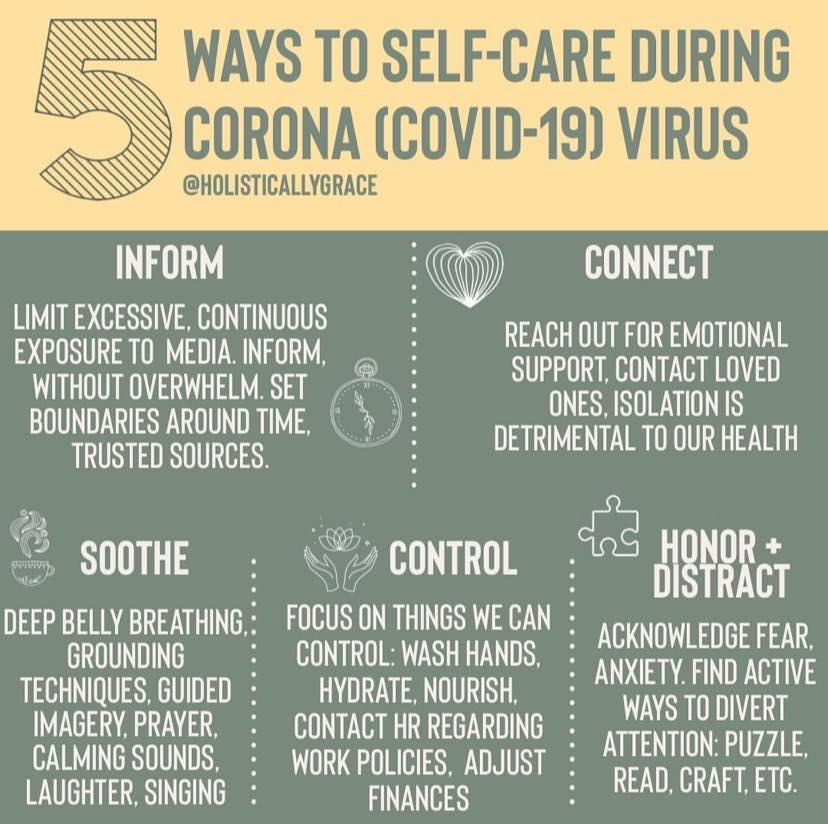 5 WAYS TO SELF-CARE DURING
CORONA (COVID-19) VIRUS
@HOLISTICALLYGRACE
INFORM
LIMIT EXCESSIVE, CONTINUOUS
EXPOSURE TO MEDIA. INFORM,
WITHOUT OVERWHELM. SET
BOUNDARIES AROUND TIME,
TRUSTED SOURCES.
CONNECT
REACH OUT FOR EMOTIONAL
SUPPORT, CONTACT LOVED
ONES, ISOLATION IS
DETRIMENTAL TO OUR HEALTH
SOOTHE
DEEP BELLY BREATHING,
GROUNDING
TECHNIQUES, GUIDED
IMAGERY, PRAYER,
CALMING SOUNDS,
LAUGHTER, SINGING
CONTROL
FOCUS ON THINGS WE CAN
CONTROL: WASH HANDS,
HYDRATE, NOURISH,
CONTACT HR REGARDING
WORK POLICIES, ADJUST
FINANCES
HONOR +
DISTRACT
ACKNOWLEDGE FEAR,
ANXIETY. FIND ACTIVE
WAYS TO DIVERT
ATTENTION: PUZZLE,
READ, CRAFT, ETC.